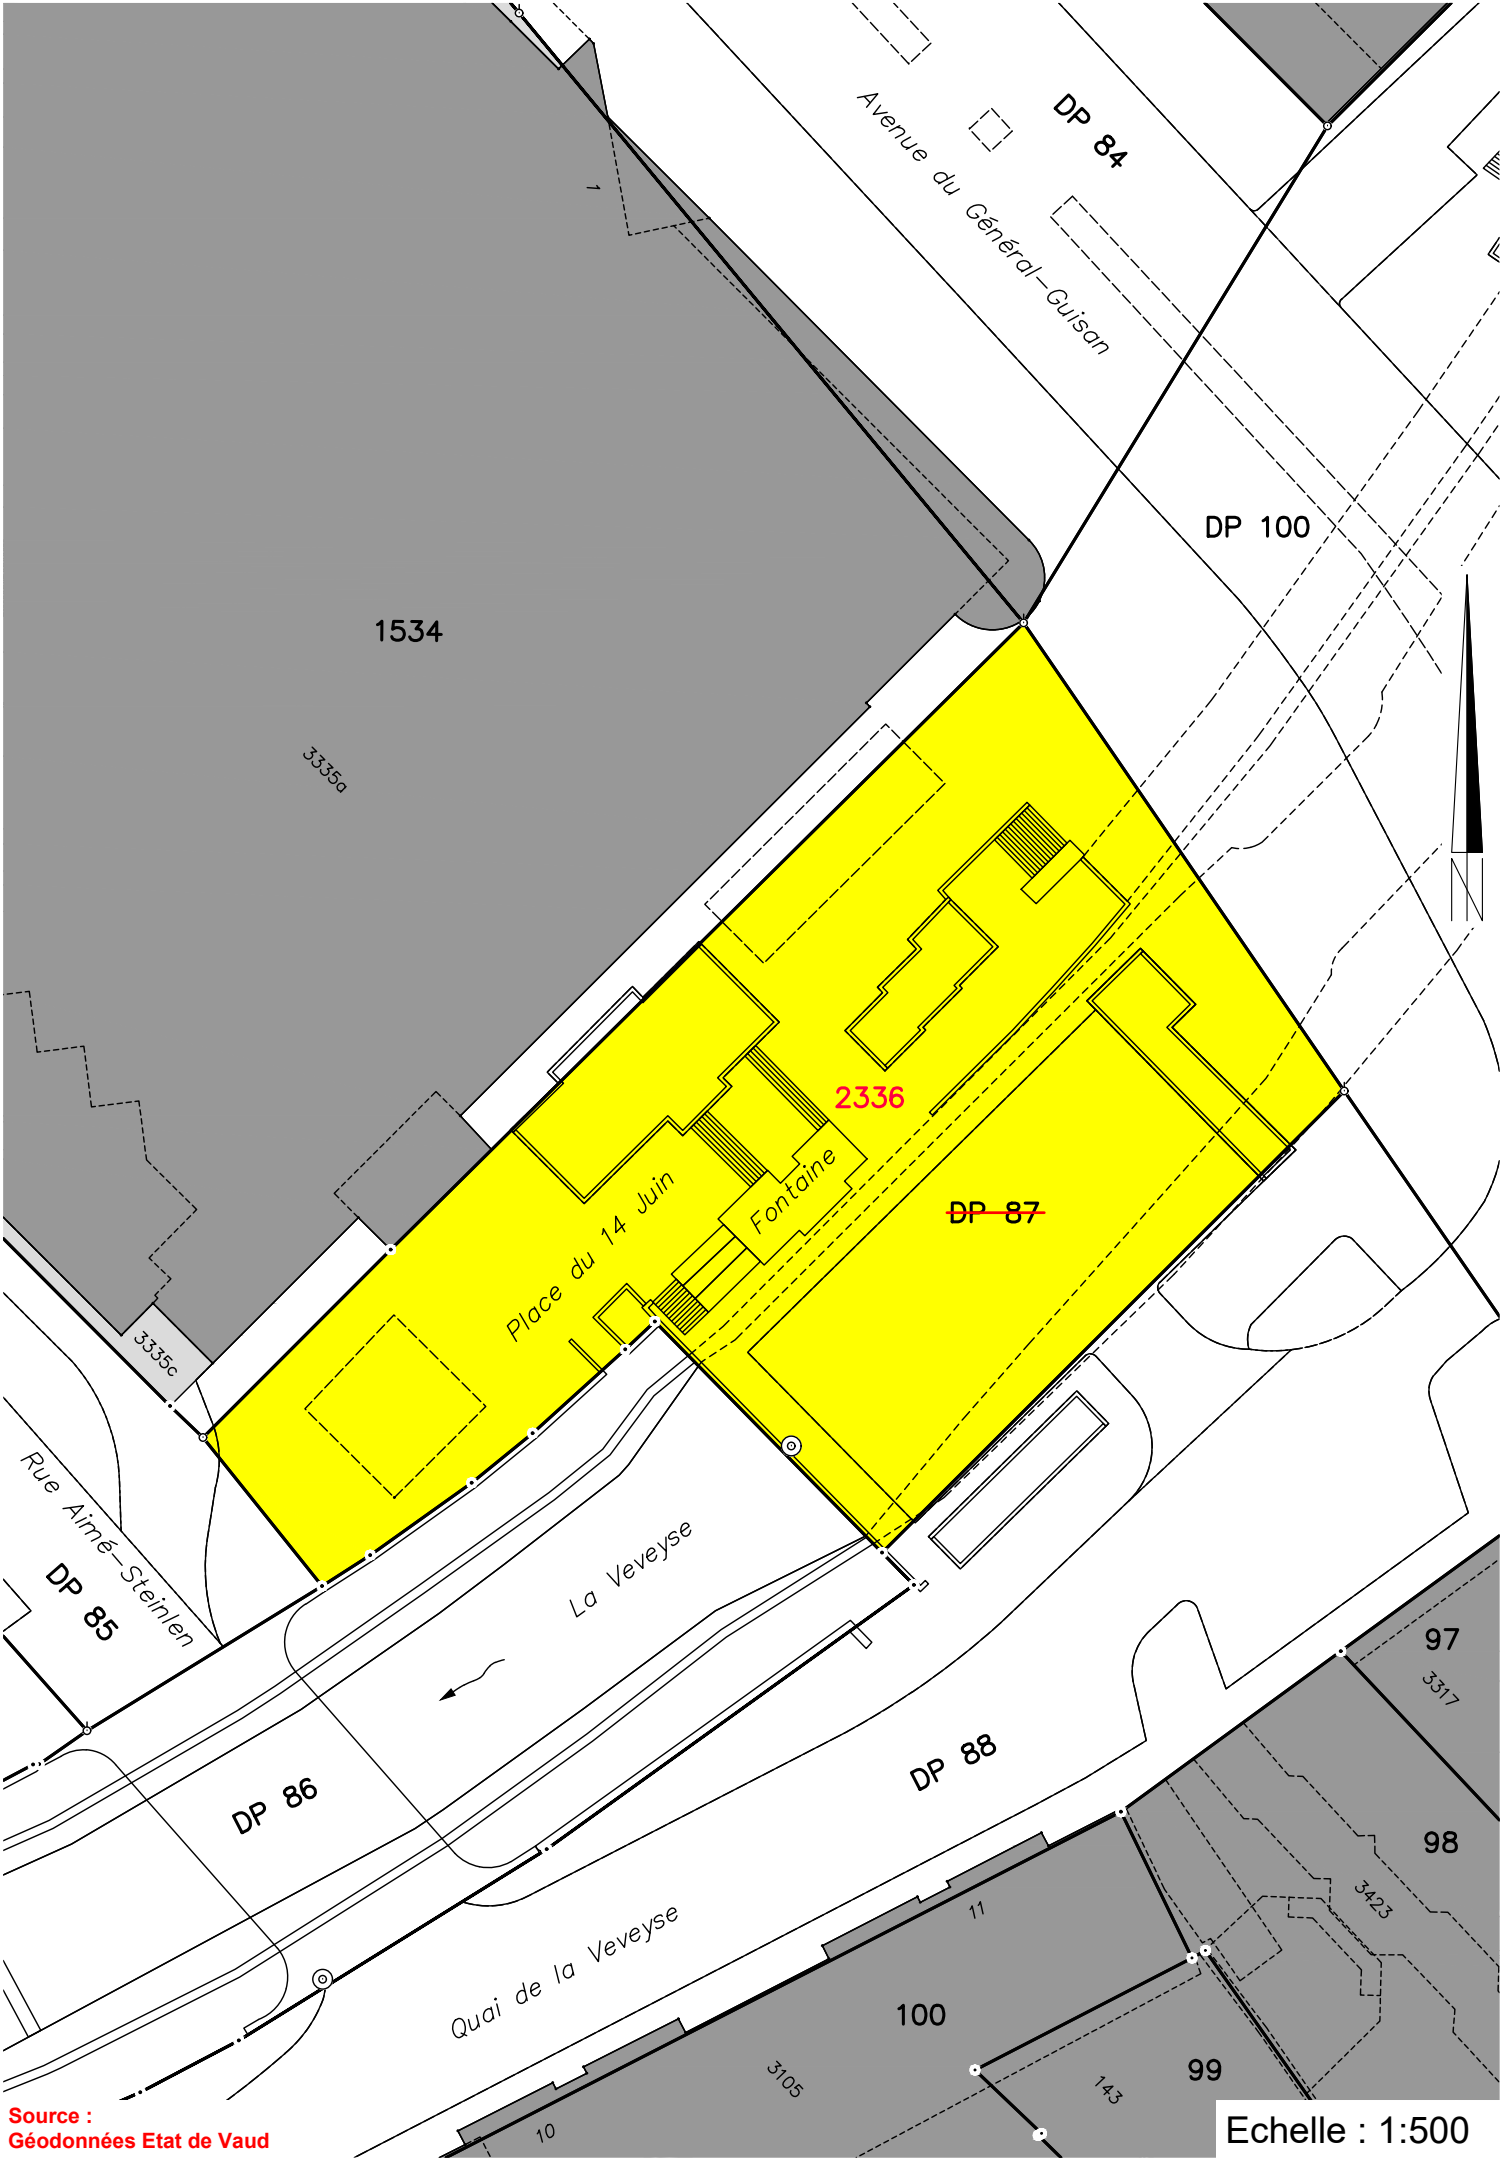 DP 84
Avenue du Général-Guisan
1
DP 100
1534
3335a
N
2336
DP 87
Fontaine
Place du 14 Juin
3335c
Rue Aimé-Steinlen
DP 85
La Veveyse
DP 86
DP 88
97
3317
98
3423
Quai de la Veveyse
11
100
99
3105
143
10
Source :
Géodonnées Etat de Vaud
Echelle : 1:500